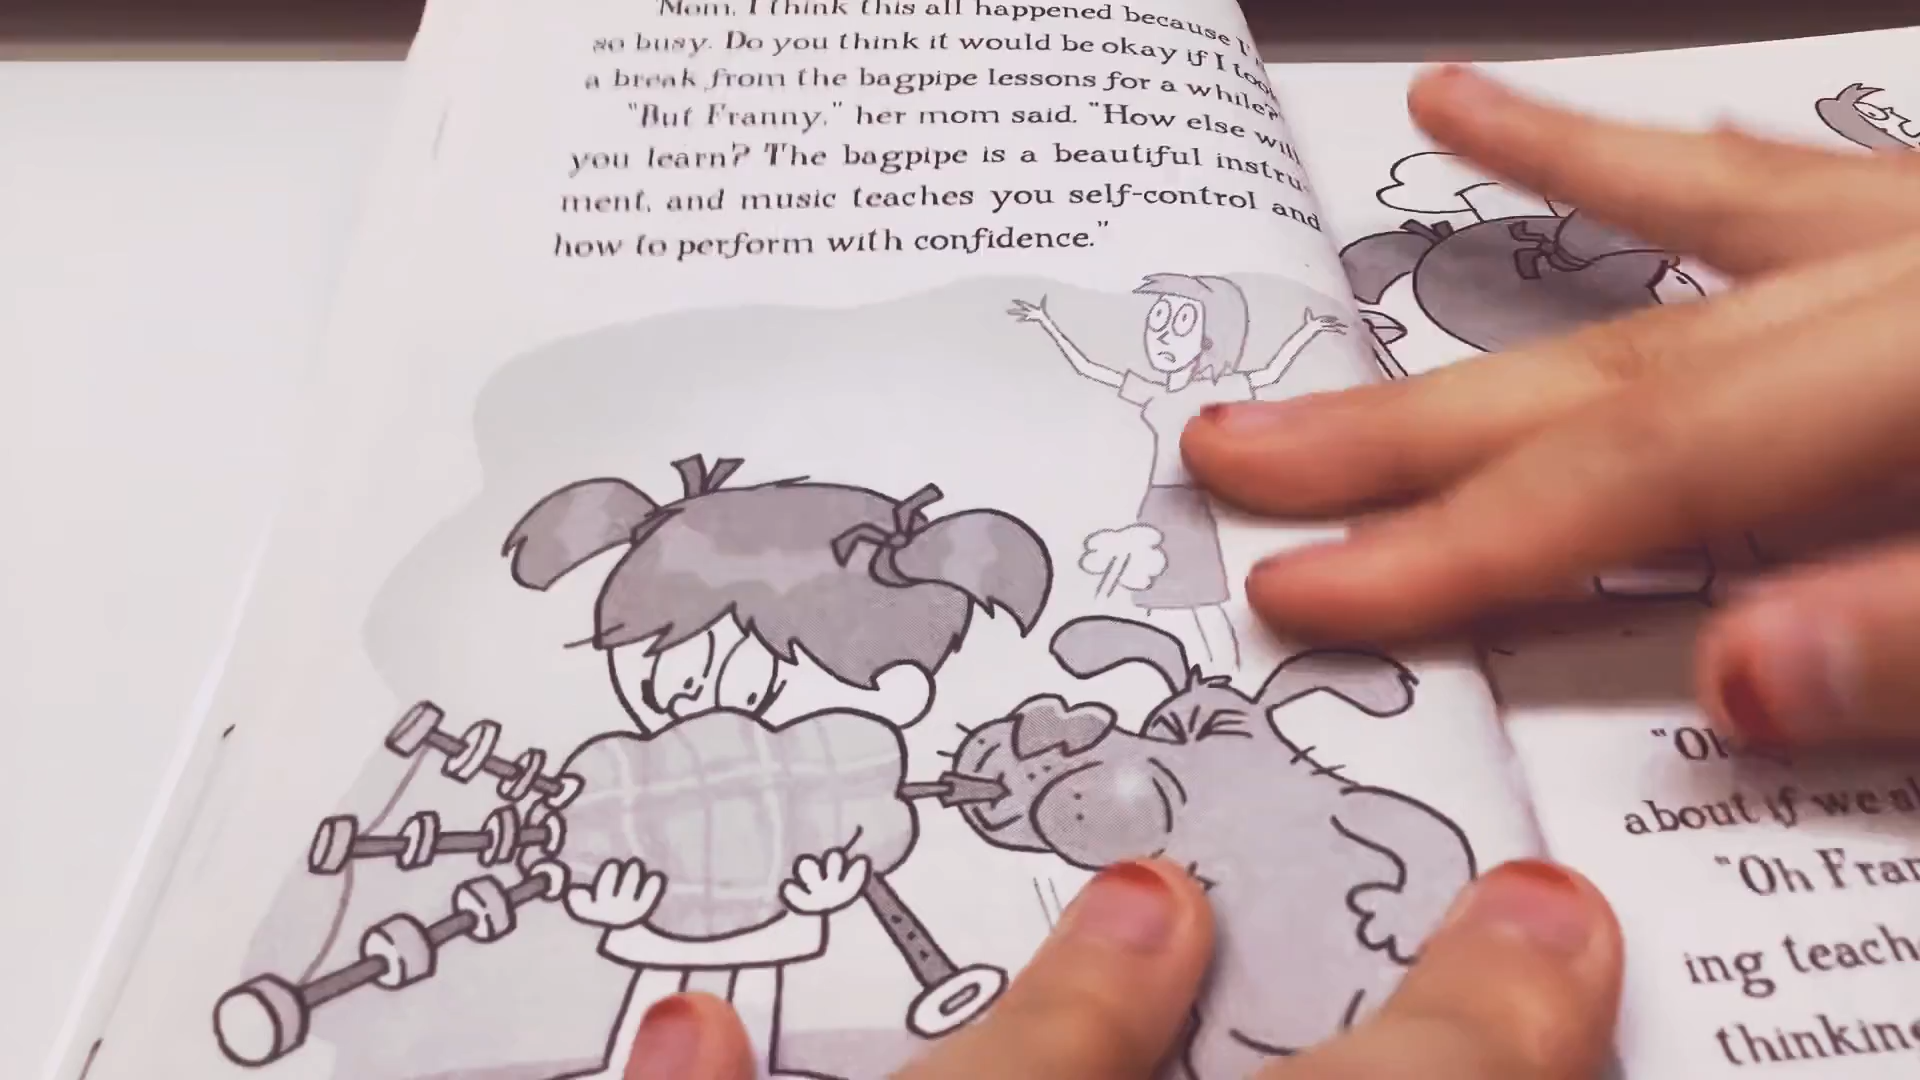 "Mom, I think this all happened because I'
so busy. Do you think it would be okay if I took
a break from the bagpipe lessons for a while?
"But Franny," her mom said. "How else will
you learn? The bagpipe is a beautiful instru-
ment, and music teaches you self-control and
how to perform with confidence."
about if we
"Oh Fran
ing teach
thinking